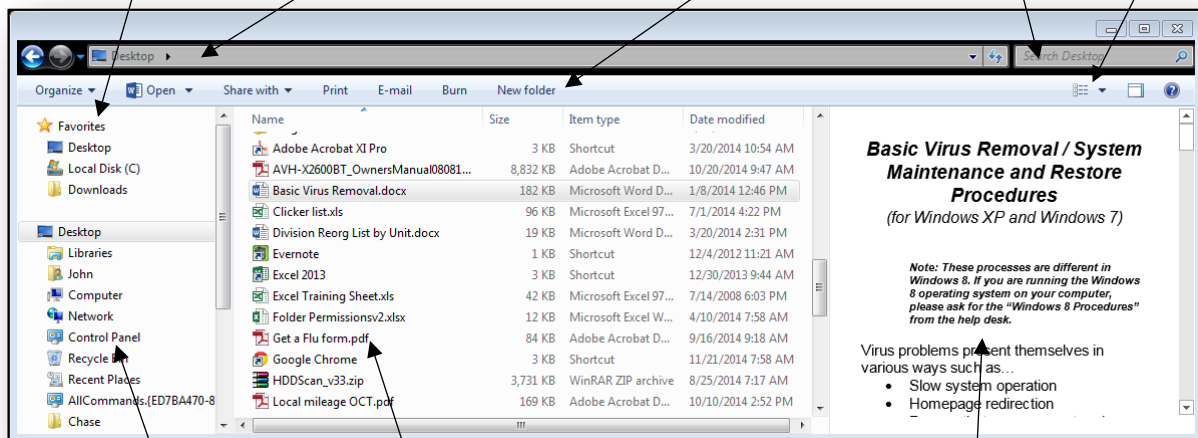 Desktop
Search Desktop
Organize Open Share with Print E-mail Burn New folder
Favorites
Desktop
Local Disk (C)
Downloads
Desktop
Libraries
John
Computer
Network
Control Panel
Recycle Bin
Recent Places
AllCommands.{ED7BA470-8
Chase
Name Size Item type Date modified
Adobe Acrobat XI Pro 3 KB Shortcut 3/20/2014 10:54 AM
AVH-X2600BT_OwnersManual08081... 8,832 KB Adobe Acrobat D... 10/20/2014 9:47 AM
Basic Virus Removal.docx 182 KB Microsoft Word D... 1/8/2014 12:46 PM
Clicker list.xls 96 KB Microsoft Excel 97... 7/1/2014 4:22 PM
Division Reorg List by Unit.docx 19 KB Microsoft Word D... 3/20/2014 2:31 PM
Evernote 1 KB Shortcut 12/4/2012 11:21 AM
Excel 2013 3 KB Shortcut 12/30/2013 9:44 AM
Excel Training Sheet.xls 42 KB Microsoft Excel 97... 7/14/2008 6:03 PM
Folder Permissionsv2.xlsx 12 KB Microsoft Excel W... 4/10/2014 7:58 AM
Get a Flu form.pdf 84 KB Adobe Acrobat D... 9/16/2014 9:18 AM
Google Chrome 3 KB Shortcut 11/21/2014 7:58 AM
HDDScan_v33.zip 3,731 KB WinRAR ZIP archive 8/25/2014 7:17 AM
Local mileage OCT.pdf 169 KB Adobe Acrobat D... 10/10/2014 2:52 PM
Basic Virus Removal / System
Maintenance and Restore
Procedures
(for Windows XP and Windows 7)
Note: These processes are different in
Windows 8. If you are running the Windows
8 operating system on your computer,
please ask for the “Windows 8 Procedures”
from the help desk.
Virus problems present themselves in
various ways such as…
• Slow system operation
• Homepage redirection